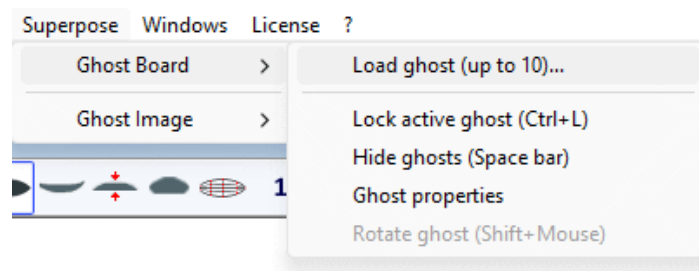 Superpose Windows License ?
Ghost Board > Load ghost (up to 10)...
Ghost Image > Lock active ghost (Ctrl+L)
Hide ghosts (Space bar)
1 Ghost properties
Rotate ghost (Shift+Mouse)